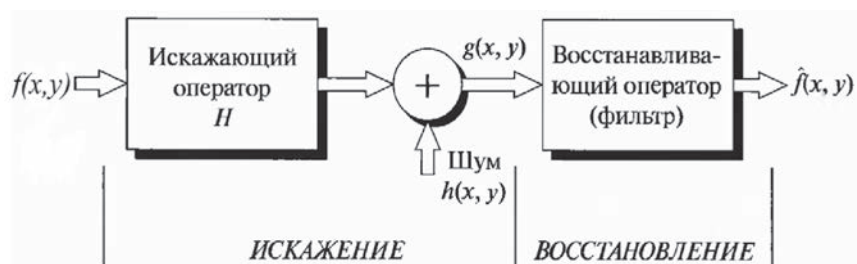 f(x,y)
Искажающий
оператор
H
+
g(x, y)
Шум
h(x, y)
Восстанавлива-
ющий оператор
(фильтр)
f̂(x, y)
ИСКАЖЕНИЕ
ВОССТАНОВЛЕНИЕ